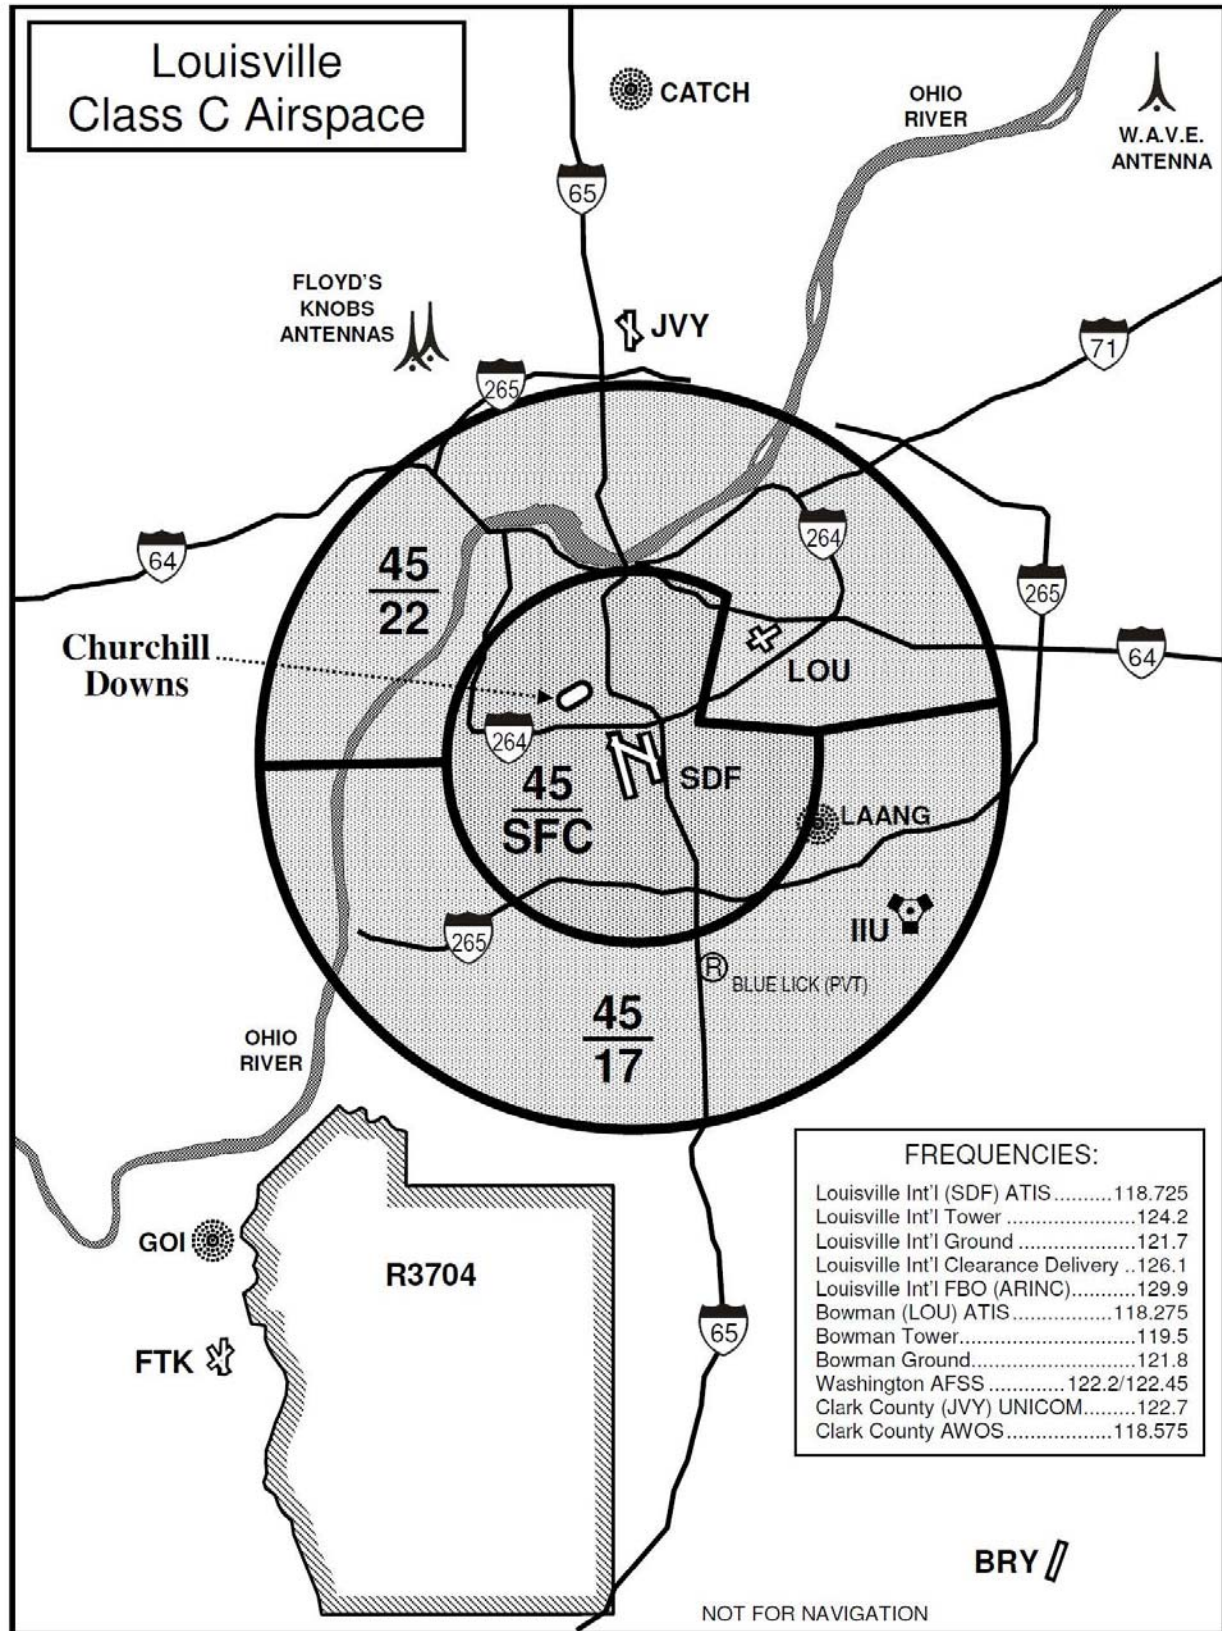 Louisville
Class C Airspace
CATCH
OHIO
RIVER
W.A.V.E.
ANTENNA
65
FLOYD'S
KNOBS
ANTENNAS
JVY
71
265
264
64
45
22
265
Churchill
Downs
LOU
64
264
SDF
45
SFC
LAANG
IIU
265
R
BLUE LICK (PVT)
45
17
OHIO
RIVER
FREQUENCIES:
Louisville Int'l (SDF) ATIS..........118.725
Louisville Int'l Tower ......................124.2
Louisville Int'l Ground ....................121.7
Louisville Int'l Clearance Delivery ..126.1
Louisville Int'l FBO (ARINC)...........129.9
Bowman (LOU) ATIS.................118.275
Bowman Tower..............................119.5
Bowman Ground............................121.8
Washington AFSS .............122.2/122.45
Clark County (JVY) UNICOM.........122.7
Clark County AWOS..................118.575
GOI
R3704
65
FTK
BRY
NOT FOR NAVIGATION